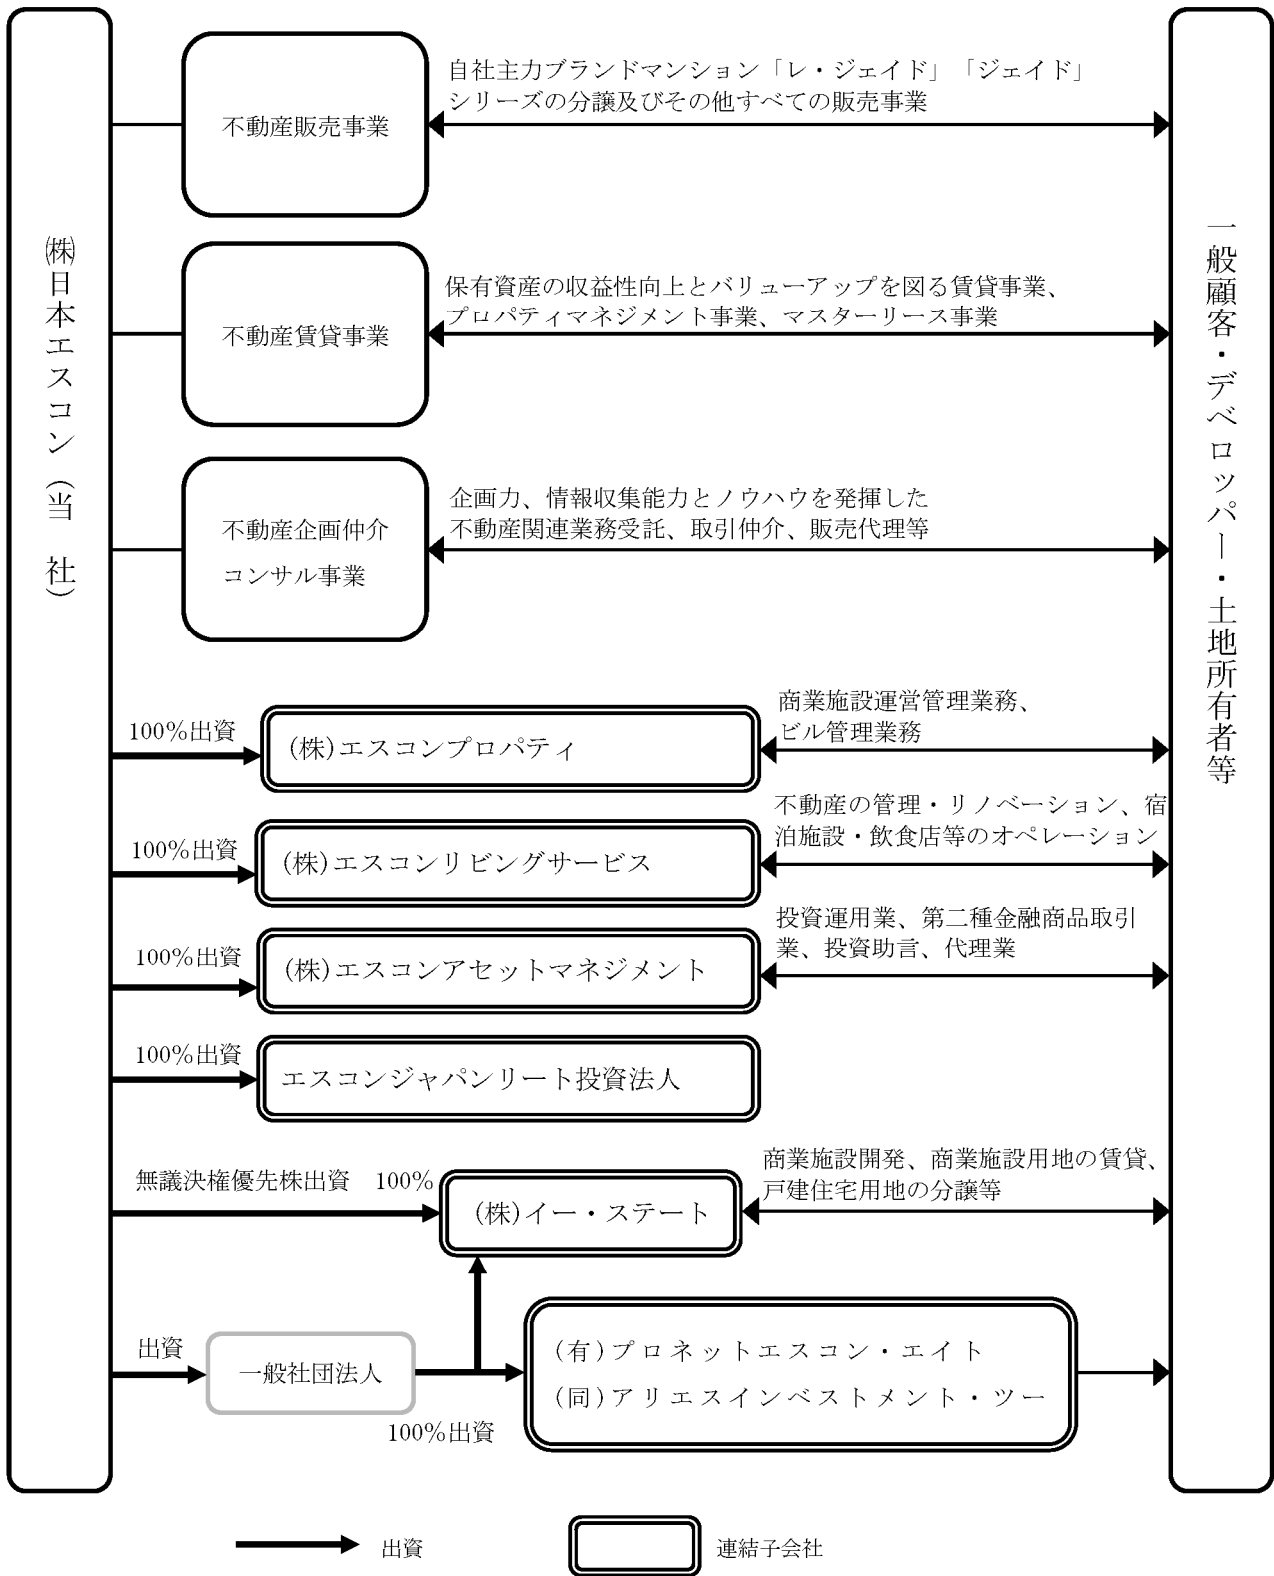 ㈱日本エスコン（当　社）
不動産販売事業
自社主力ブランドマンション「レ・ジェイド」「ジェイド」
シリーズの分譲及びその他すべての販売事業
不動産賃貸事業
保有資産の収益性向上とバリューアップを図る賃貸事業、
プロパティマネジメント事業、マスターリース事業
不動産企画仲介
コンサル事業
企画力、情報収集能力とノウハウを発揮した
不動産関連業務受託、取引仲介、販売代理等
100％出資
(株)エスコンプロパティ
商業施設運営管理業務、
ビル管理業務
100％出資
(株)エスコンリビングサービス
不動産の管理・リノベーション、宿
泊施設・飲食店等のオペレーション
100％出資
(株)エスコンアセットマネジメント
投資運用業、第二種金融商品取引
業、投資助言、代理業
100％出資
エスコンジャパンリート投資法人
無議決権優先株出資　100％
(株)イー・ステート
商業施設開発、商業施設用地の賃貸、
戸建住宅用地の分譲等
出資
一般社団法人
100％出資
(有)プロネットエスコン・エイト
(同)アリエスインベストメント・ツー
一般顧客・デベロッパー・土地所有者等
出資
連結子会社